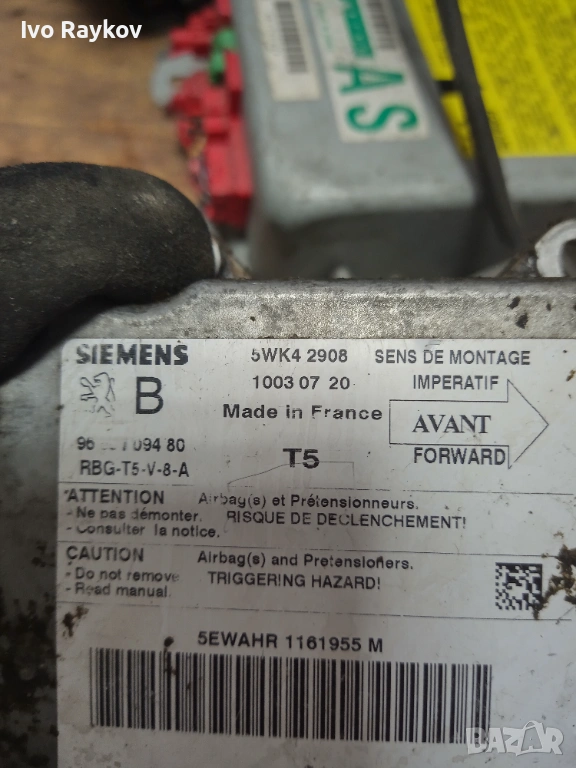 Ivo Raykov
AS
SIEMENS 5WK4 2908 SENS DE MONTAGE
B 1003 07 20 IMPERATIF
Made in France AVANT
09480 T5 FORWARD
RBG-T5-V-8-A
ATTENTION Airbag(s) et Prétensionneurs.
- Ne pas démonter. RISQUE DE DECLENCHEMENT!
- Consulter la notice.
CAUTION Airbag(s) and Pretensioners.
- Do not remove TRIGGERING HAZARD!
- Read manual.
5EWAHR 1161955 M
BAZAR